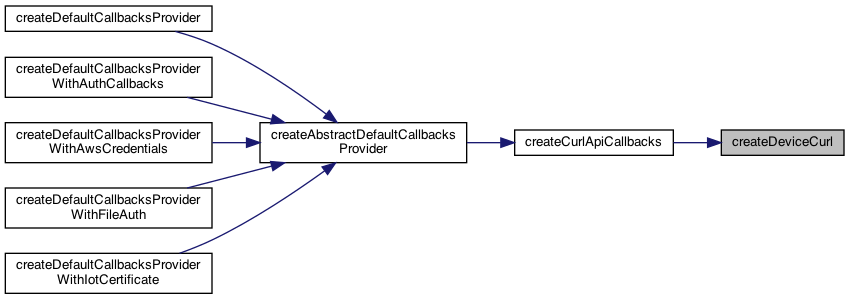 createDefaultCallbacksProvider
createDefaultCallbacksProvider
WithAuthCallbacks
createDefaultCallbacksProvider
WithAwsCredentials
createDefaultCallbacksProvider
WithFileAuth
createDefaultCallbacksProvider
WithIotCertificate
createAbstractDefaultCallbacks
Provider
createCurlApiCallbacks
createDeviceCurl